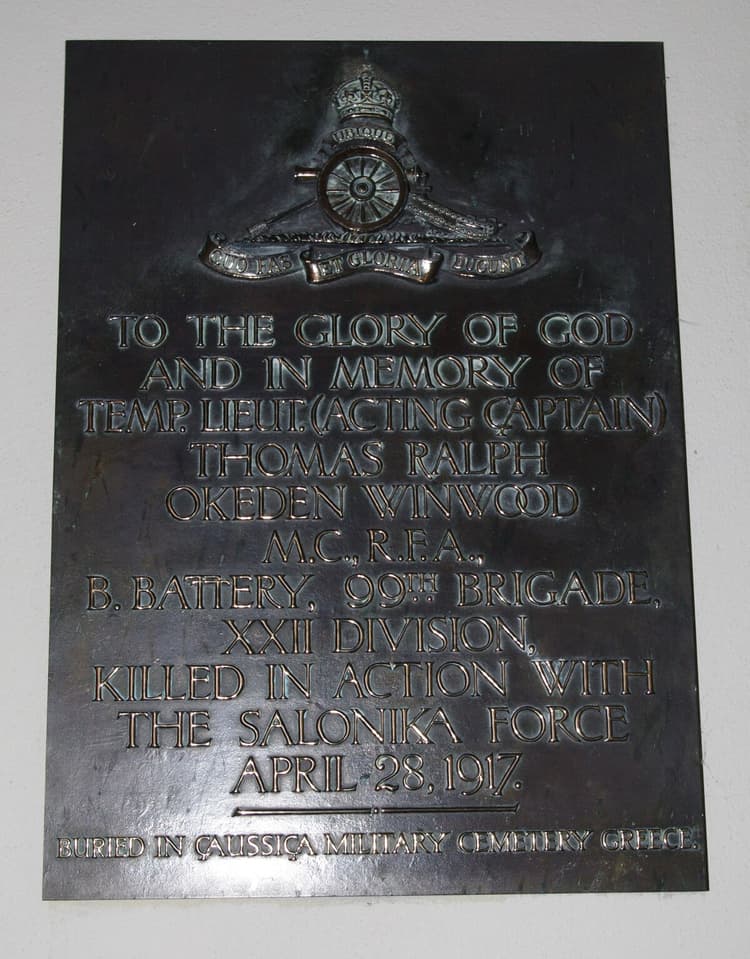 UBIQUE
QUO FAS ET GLORIA DUCUNT
TO THE GLORY OF GOD
AND IN MEMORY OF
TEMP. LIEUT. (ACTING ÇAPTAIN)
THOMAS RALPH
OKEDEN WINWOOD
M.C., R.F.A.,
B. BATTERY, 99TH BRIGADE,
XXII DIVISION,
KILLED IN ACTION WITH
THE SALONIKA FORCE
APRIL 28, 1917.
BURIED IN ÇAUSSIÇA MILITARY CEMETERY GREECE.